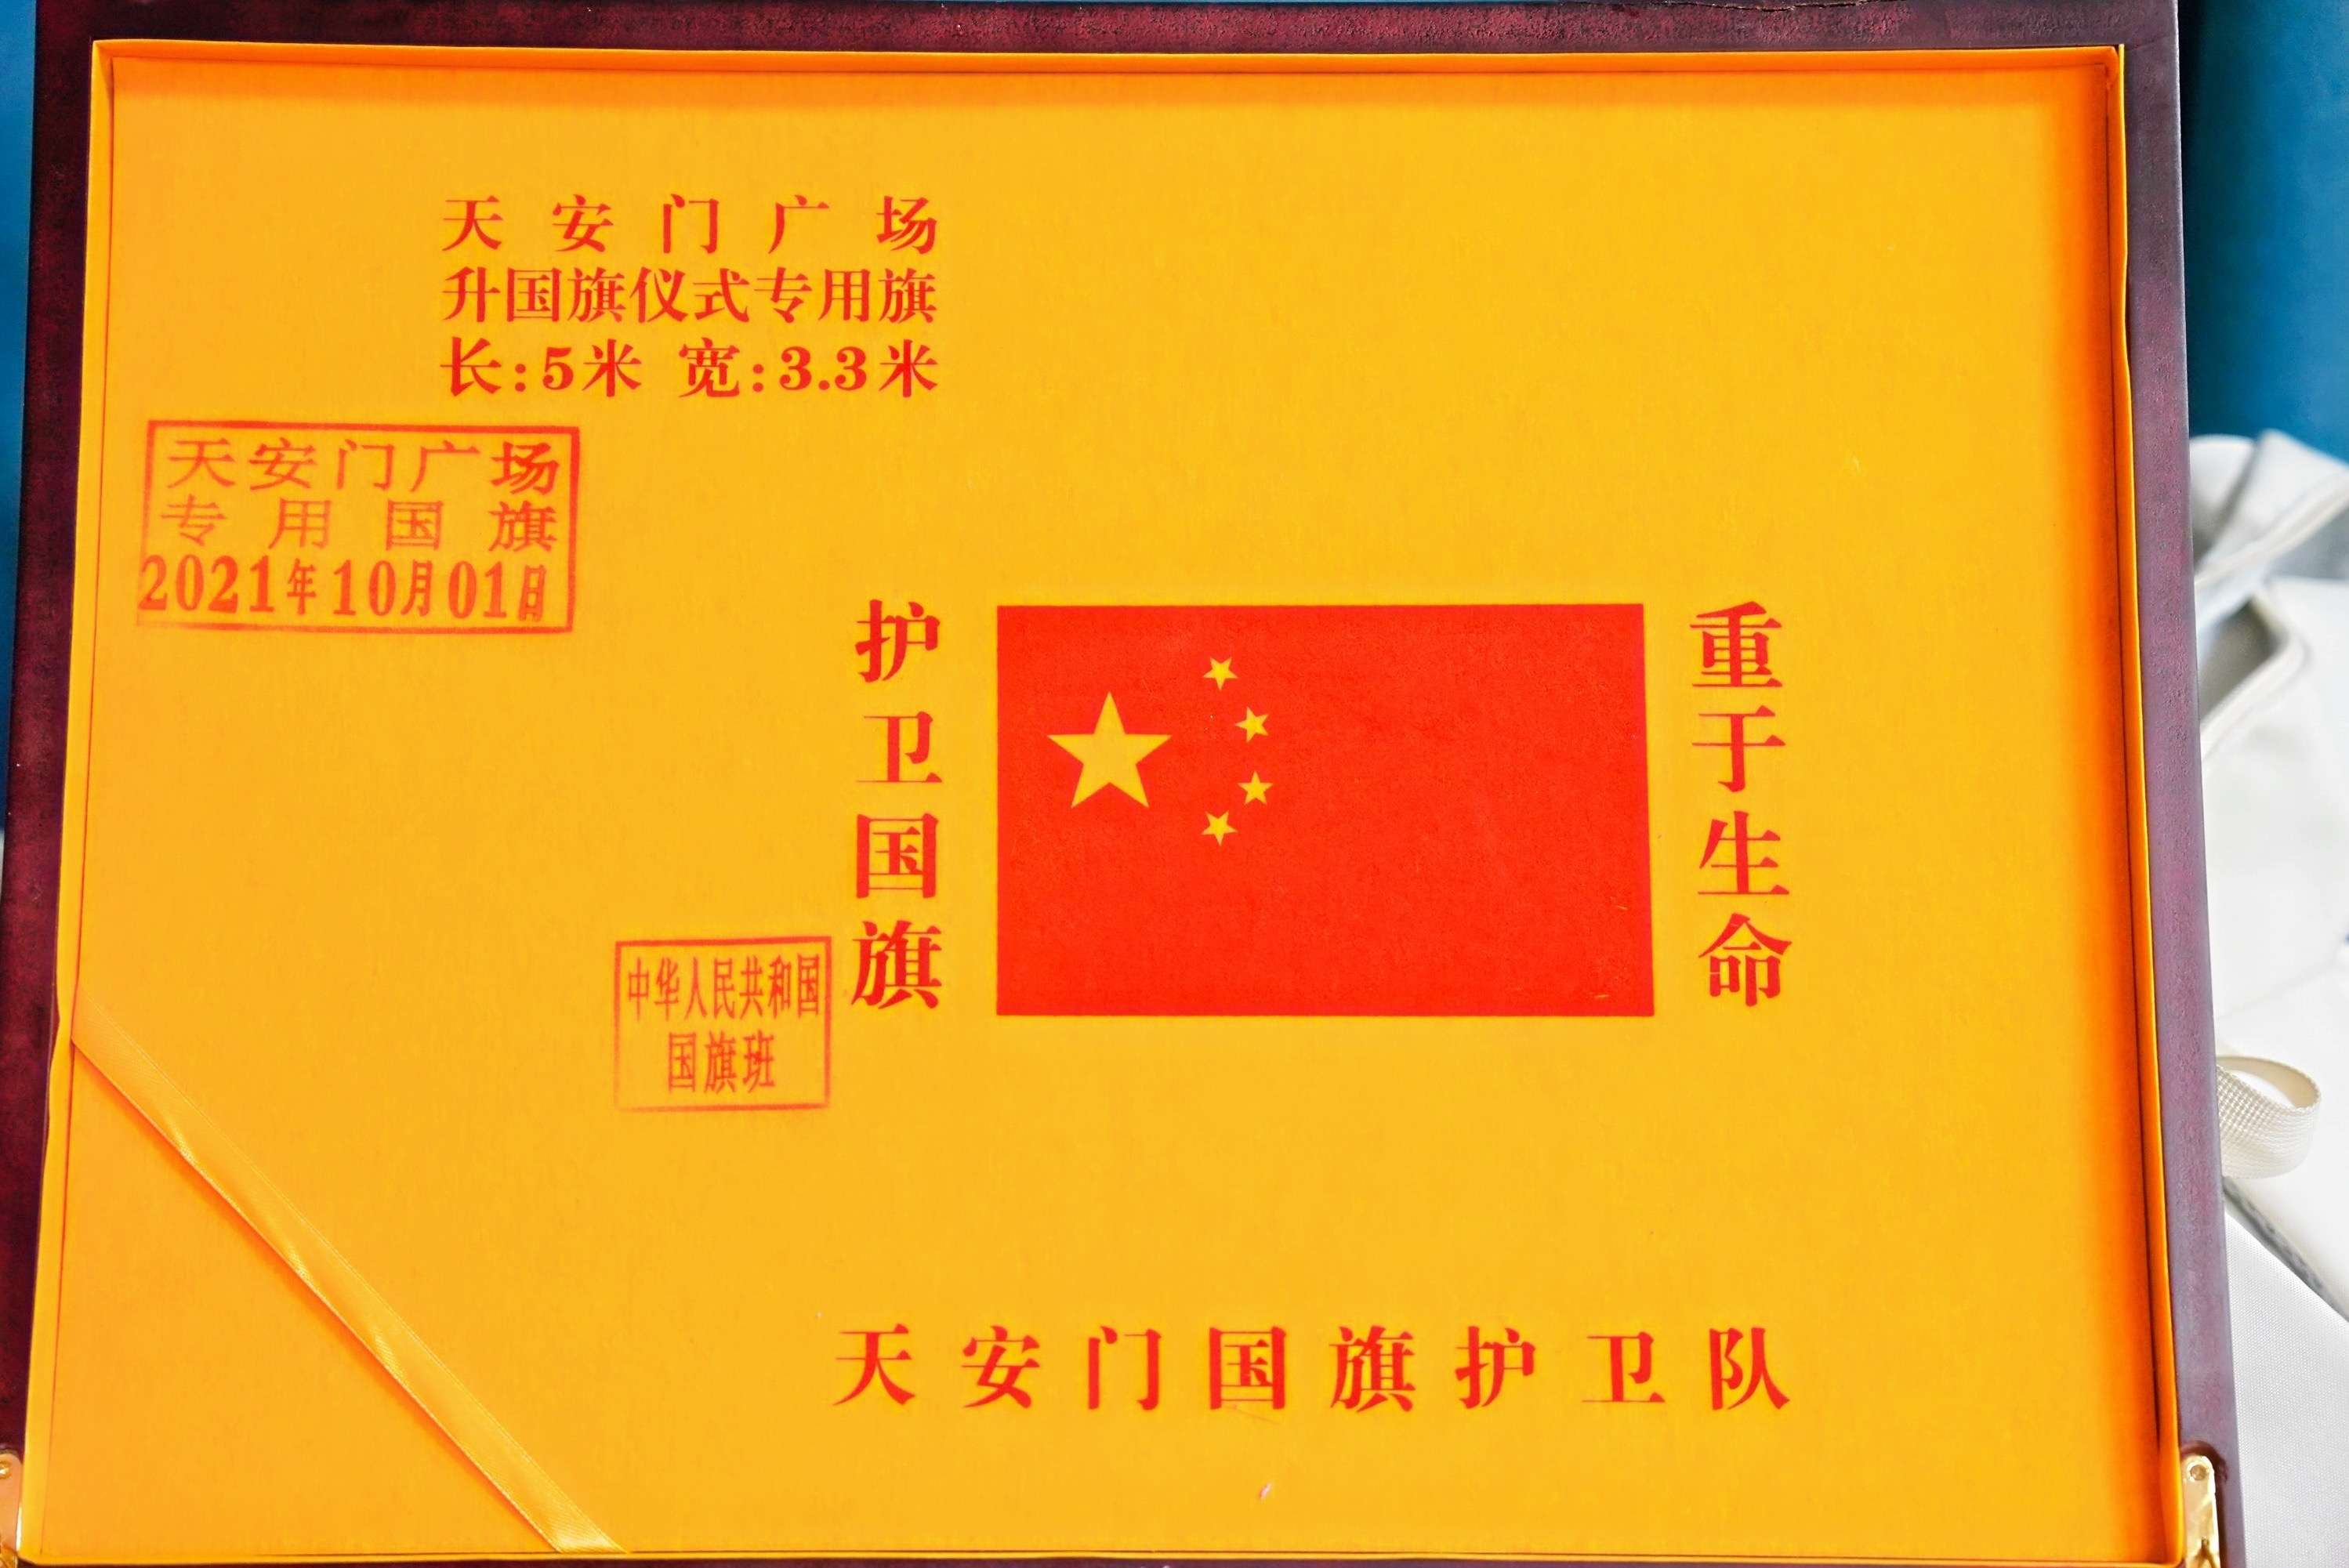 天安门广场
升国旗仪式专用旗
长:5米 宽:3.3米
天安门广场
专用国旗
2021年10月01日
护卫国旗
重于生命
中华人民共和国
国旗班
天安门国旗护卫队